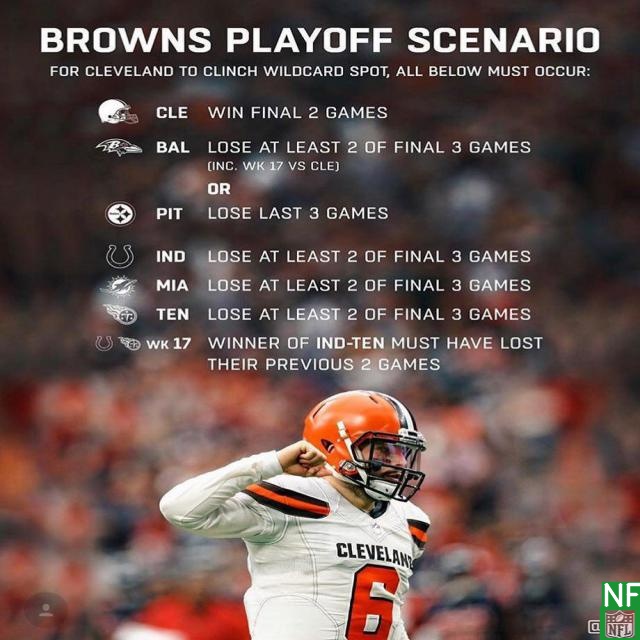 BROWNS PLAYOFF SCENARIO
FOR CLEVELAND TO CLINCH WILDCARD SPOT, ALL BELOW MUST OCCUR:
CLE WIN FINAL 2 GAMES
BAL LOSE AT LEAST 2 OF FINAL 3 GAMES
(INC. WK 17 VS CLE)
OR
PIT LOSE LAST 3 GAMES
IND LOSE AT LEAST 2 OF FINAL 3 GAMES
MIA LOSE AT LEAST 2 OF FINAL 3 GAMES
TEN LOSE AT LEAST 2 OF FINAL 3 GAMES
WK 17 WINNER OF IND-TEN MUST HAVE LOST
THEIR PREVIOUS 2 GAMES
CLEVELAND
6
NF
@
NFL